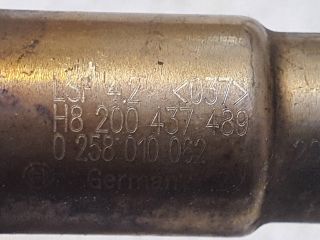 LSF 4.2 <037>
H8 200 437 489
0 258 010 062
Germany